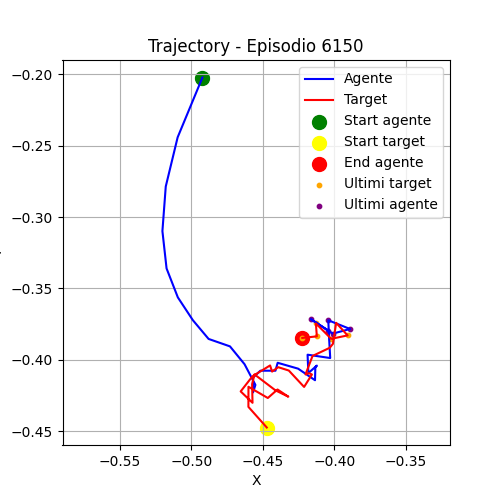 Trajectory - Episodio 6150
Agente
Target
Start agente
Start target
End agente
Ultimi target
Ultimi agente
−0.20
−0.25
−0.30
−0.35
−0.40
−0.45
−0.55
−0.50
−0.45
−0.40
−0.35
X